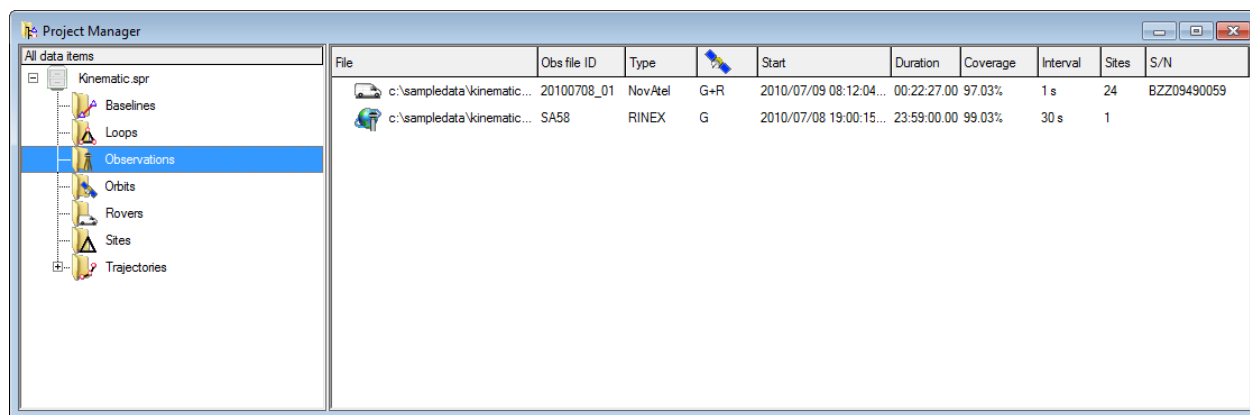 Project Manager
All data items
Kinematic.spr
Baselines
Loops
Observations
Orbits
Rovers
Sites
Trajectories
File Obs file ID Type Start Duration Coverage Interval Sites S/N
c:\sampledata\kinematic... 20100708_01 NovAtel G+R 2010/07/09 08:12:04... 00:22:27.00 97.03% 1 s 24 BZZ09490059
c:\sampledata\kinematic... SA58 RINEX G 2010/07/08 19:00:15... 23:59:00.00 99.03% 30 s 1